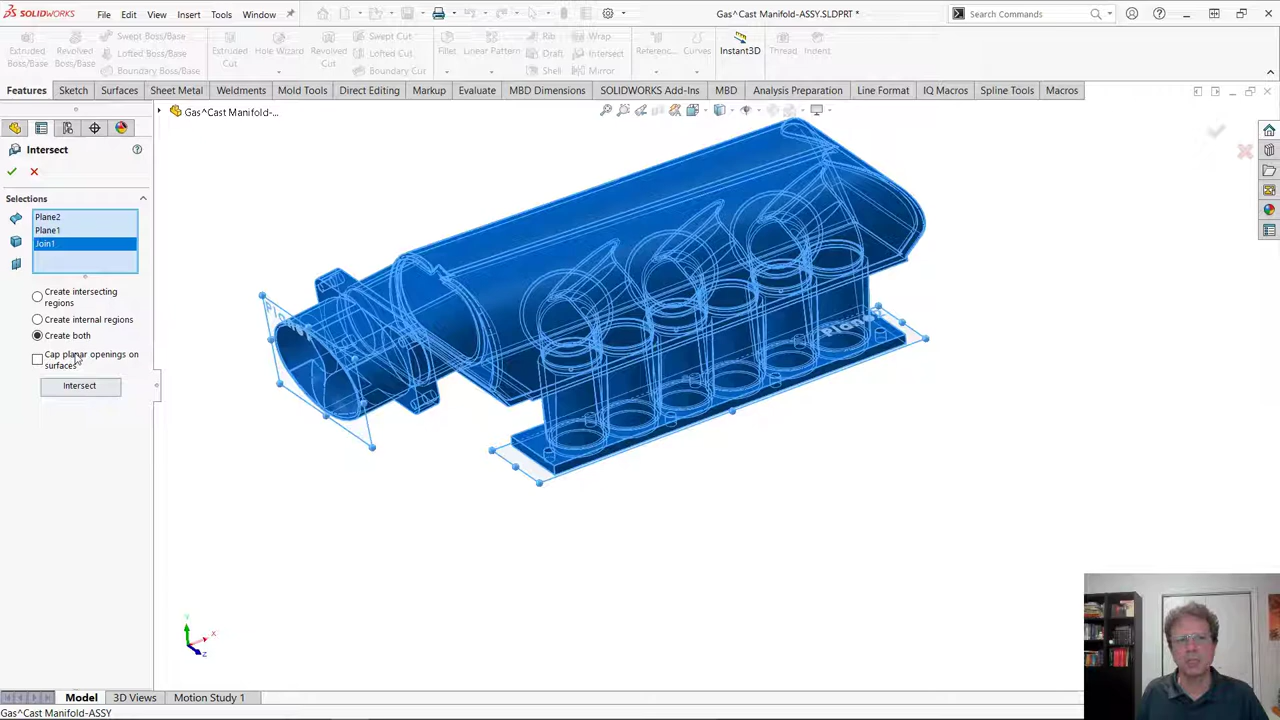 SOLIDWORKS File Edit View Insert Tools Window Gas^Cast Manifold-ASSY.SLDPRT * Search Commands
Extruded Boss/Base Revolved Boss/Base Swept Boss/Base Lofted Boss/Base Boundary Boss/Base Extruded Cut Hole Wizard Revolved Cut Swept Cut Lofted Cut Boundary Cut Fillet Linear Pattern Rib Draft Shell Wrap Intersect Mirror Referenc... Curves Instant3D Thread Indent
Features Sketch Surfaces Sheet Metal Weldments Mold Tools Direct Editing Markup Evaluate MBD Dimensions SOLIDWORKS Add-Ins MBD Analysis Preparation Line Format IQ Macros Spline Tools Macros
Gas^Cast Manifold-...
Intersect
Selections
Plane2
Plane1
Join1
Create intersecting
regions
Create internal regions
Create both
Cap planar openings on
surfaces
Intersect
Model 3D Views Motion Study 1
Gas^Cast Manifold-ASSY